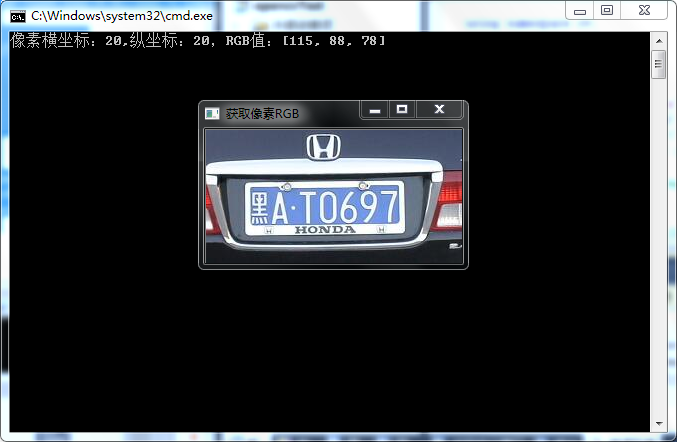 C:\Windows\system32\cmd.exe
像素横坐标：20,纵坐标：20, RGB值：[115, 88, 78]
获取像素RGB
黑A·T0697
HONDA